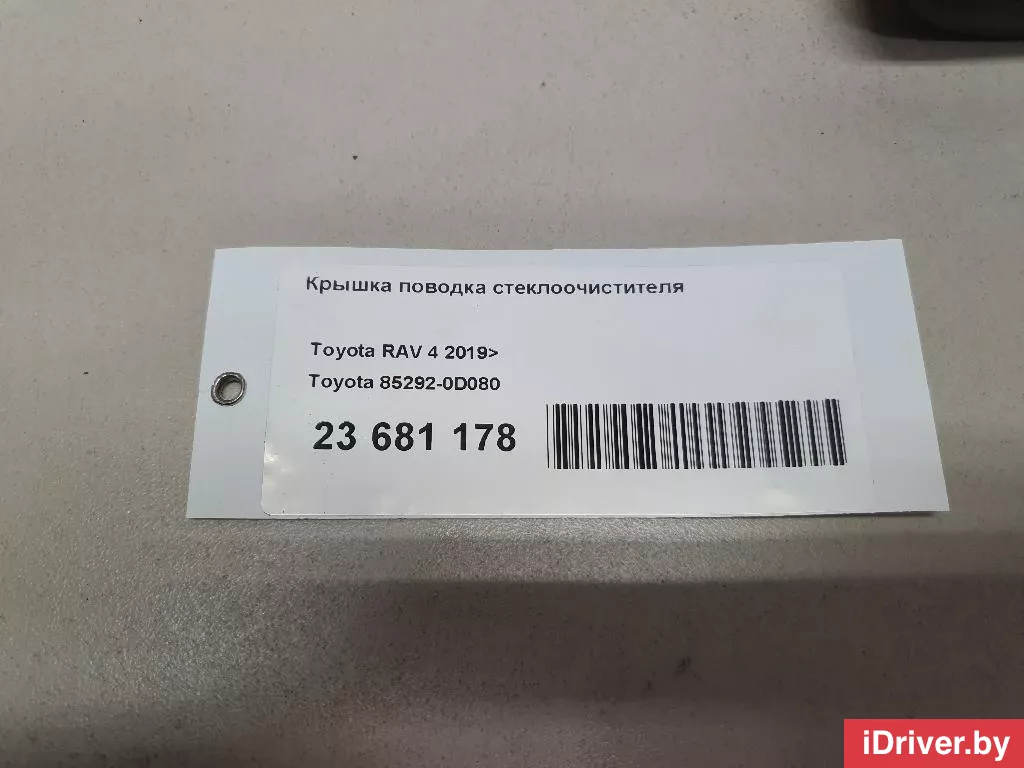 Крышка поводка стеклоочистителя
Toyota RAV 4 2019>
Toyota 85292-0D080
23 681 178
iDriver.by